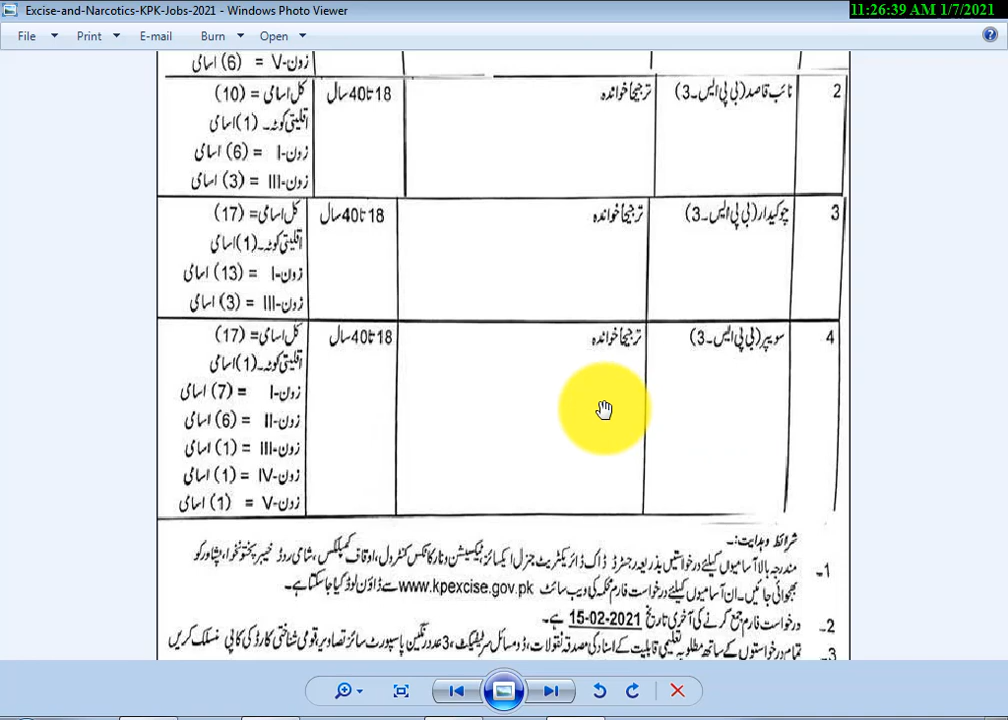 Excise-and-Narcotics-KPK-Jobs-2021 - Windows Photo Viewer
11:26:39 AM 1/7/2021
File Print E-mail Burn Open
زون-V = (6) اسامی
2 نائب قاصد (بی پی ایس۔3) ترجیحاً خواندہ 18 تا 40 سال کل اسامی = (10)
اقلیتی کوٹہ۔ (1) اسامی
زون-I = (6) اسامی
زون-III = (3) اسامی
3 چوکیدار (بی پی ایس۔3) ترجیحاً خواندہ 18 تا 40 سال کل اسامی = (17)
اقلیتی کوٹہ۔ (1) اسامی
زون-I = (13) اسامی
زون-III = (3) اسامی
4 سویپر (بی پی ایس۔3) ترجیحاً خواندہ 18 تا 40 سال کل اسامی = (17)
اقلیتی کوٹہ۔ (1) اسامی
زون-I = (7) اسامی
زون-II = (6) اسامی
زون-III = (1) اسامی
زون-IV = (1) اسامی
زون-V = (1) اسامی
شرائط و ہدایت:۔
1۔ مندرجہ بالا آسامیوں کیلئے درخواستیں بذریعہ رجسٹرڈ ڈاک ڈائریکٹریٹ جنرل ایکسائز، ٹیکسیشن و نارکاٹکس کنٹرول، اوقاف کمپلیکس، شامی روڈ خیبر پختونخوا، پشاور کو
بھجوائی جائیں۔ ان آسامیوں کیلئے درخواست فارم محکمہ کی ویب سائٹ www.kpexcise.gov.pk سے ڈاؤن لوڈ کیا جاسکتا ہے۔
2۔ درخواست فارم جمع کرنے کی آخری تاریخ 15-02-2021 ہے۔
3۔ تمام درخواستوں کے ساتھ مطلوبہ تعلیمی قابلیت کے اسناد کی مصدقہ نقولات، ڈومیسائل سرٹیفیکیٹ، 3 عدد رنگین پاسپورٹ سائز تصاویر، قومی شناختی کارڈ کی کاپی منسلک کریں